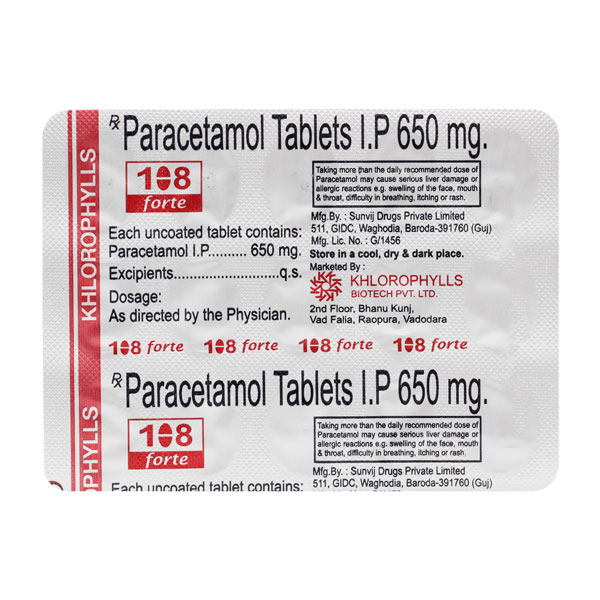 KHLOROPHYLLS
Rx Paracetamol Tablets I.P 650 mg.
108
forte
Taking more than the daily recommended dose of
Paracetamol may cause serious liver damage or
allergic reactions e.g. swelling of the face, mouth
& throat, difficulty in breathing, itching or rash.
Each uncoated tablet contains:
Paracetamol I.P.......... 650 mg.
Excipients.........................q.s.
Dosage:
As directed by the Physician.
Mfg.By. : Sunvij Drugs Private Limited
511, GIDC, Waghodia, Baroda-391760 (Guj)
Mfg. Lic. No. : G/1456
Store in a cool, dry & dark place.
Marketed By :
KHLOROPHYLLS
BIOTECH PVT. LTD.
2nd Floor, Bhanu Kunj,
Vad Falia, Raopura, Vadodara
108 forte 108 forte 108 forte 108 forte
OPHYLLS
Rx Paracetamol Tablets I.P 650 mg.
108
forte
Taking more than the daily recommended dose of
Paracetamol may cause serious liver damage or
allergic reactions e.g. swelling of the face, mouth
& throat, difficulty in breathing, itching or rash.
Each uncoated tablet contains:
Mfg.By. : Sunvij Drugs Private Limited
511, GIDC, Waghodia, Baroda-391760 (Guj)